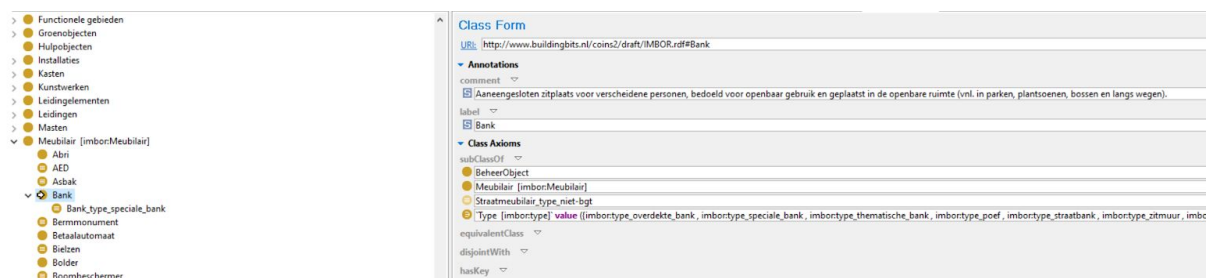 Functionele gebieden
Groenobjecten
Hulpobjecten
Installaties
Kasten
Kunstwerken
Leidingelementen
Leidingen
Masten
Meubilair [imbor:Meubilair]
Abri
AED
Asbak
Bank
Bank_type_speciale_bank
Bermmonument
Betaalautomaat
Bielzen
Bolder
Boombeschermer
Class Form
URI: http://www.buildingbits.nl/coins2/draft/IMBOR.rdf#Bank
Annotations
comment
Aaneengesloten zitplaats voor verscheidene personen, bedoeld voor openbaar gebruik en geplaatst in de openbare ruimte (vnl. in parken, plantsoenen, bossen en langs wegen).
label
Bank
Class Axioms
subClassOf
BeheerObject
Meubilair [imbor:Meubilair]
Straatmeubilair_type_niet-bgt
`Type [imbor:type]` value ((imbor:type_overdekte_bank , imbor:type_speciale_bank , imbor:type_thematische_bank , imbor:type_poef , imbor:type_straatbank , imbor:type_zitmuur , imbo
equivalentClass
disjointWith
hasKey